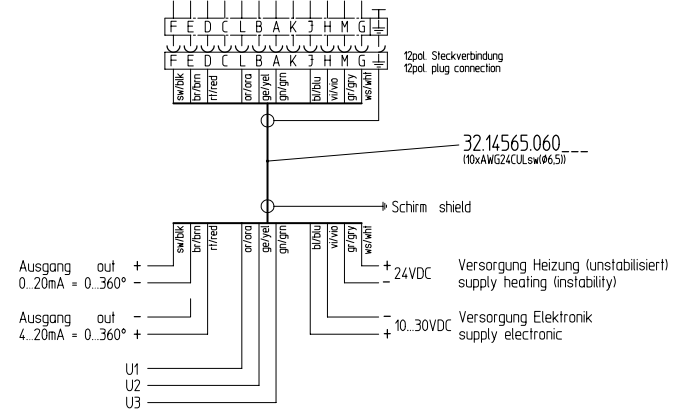 F E D C L B A K J H M G
F E D C L B A K J H M G
12pol. Steckverbindung
12pol. plug connection
sw/blk br/brn rt/red or/ora ge/yel gn/grn bl/blu vi/vio gr/gry ws/wht
32.14565.060___
(10xAWG24CULsw(Ø6,5))
Schirm shield
sw/blk br/brn rt/red or/ora ge/yel gn/grn bl/blu vi/vio gr/gry ws/wht
Ausgang out +
0...20mA = 0...360° -
+ 24VDC Versorgung Heizung (unstabilisiert)
- supply heating (instability)
Ausgang out -
4...20mA = 0...360° +
- 10...30VDC Versorgung Elektronik
+ supply electronic
U1
U2
U3